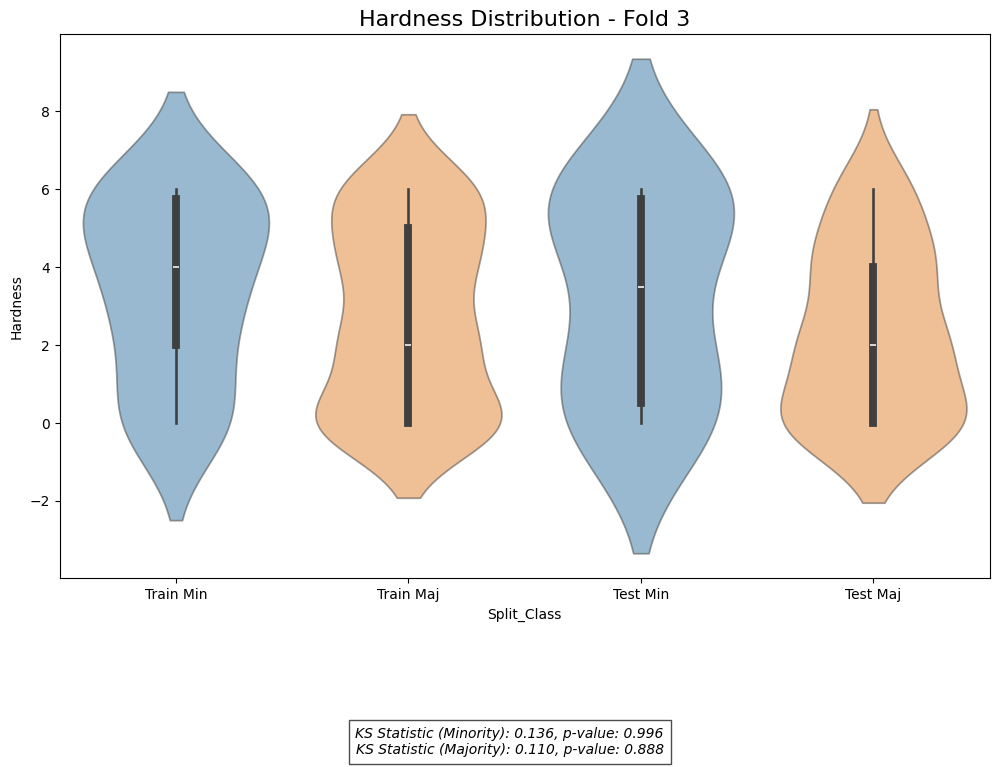 Hardness Distribution - Fold 3
Hardness
8
6
4
2
0
−2
Train Min
Train Maj
Test Min
Test Maj
Split_Class
KS Statistic (Minority): 0.136, p-value: 0.996
KS Statistic (Majority): 0.110, p-value: 0.888